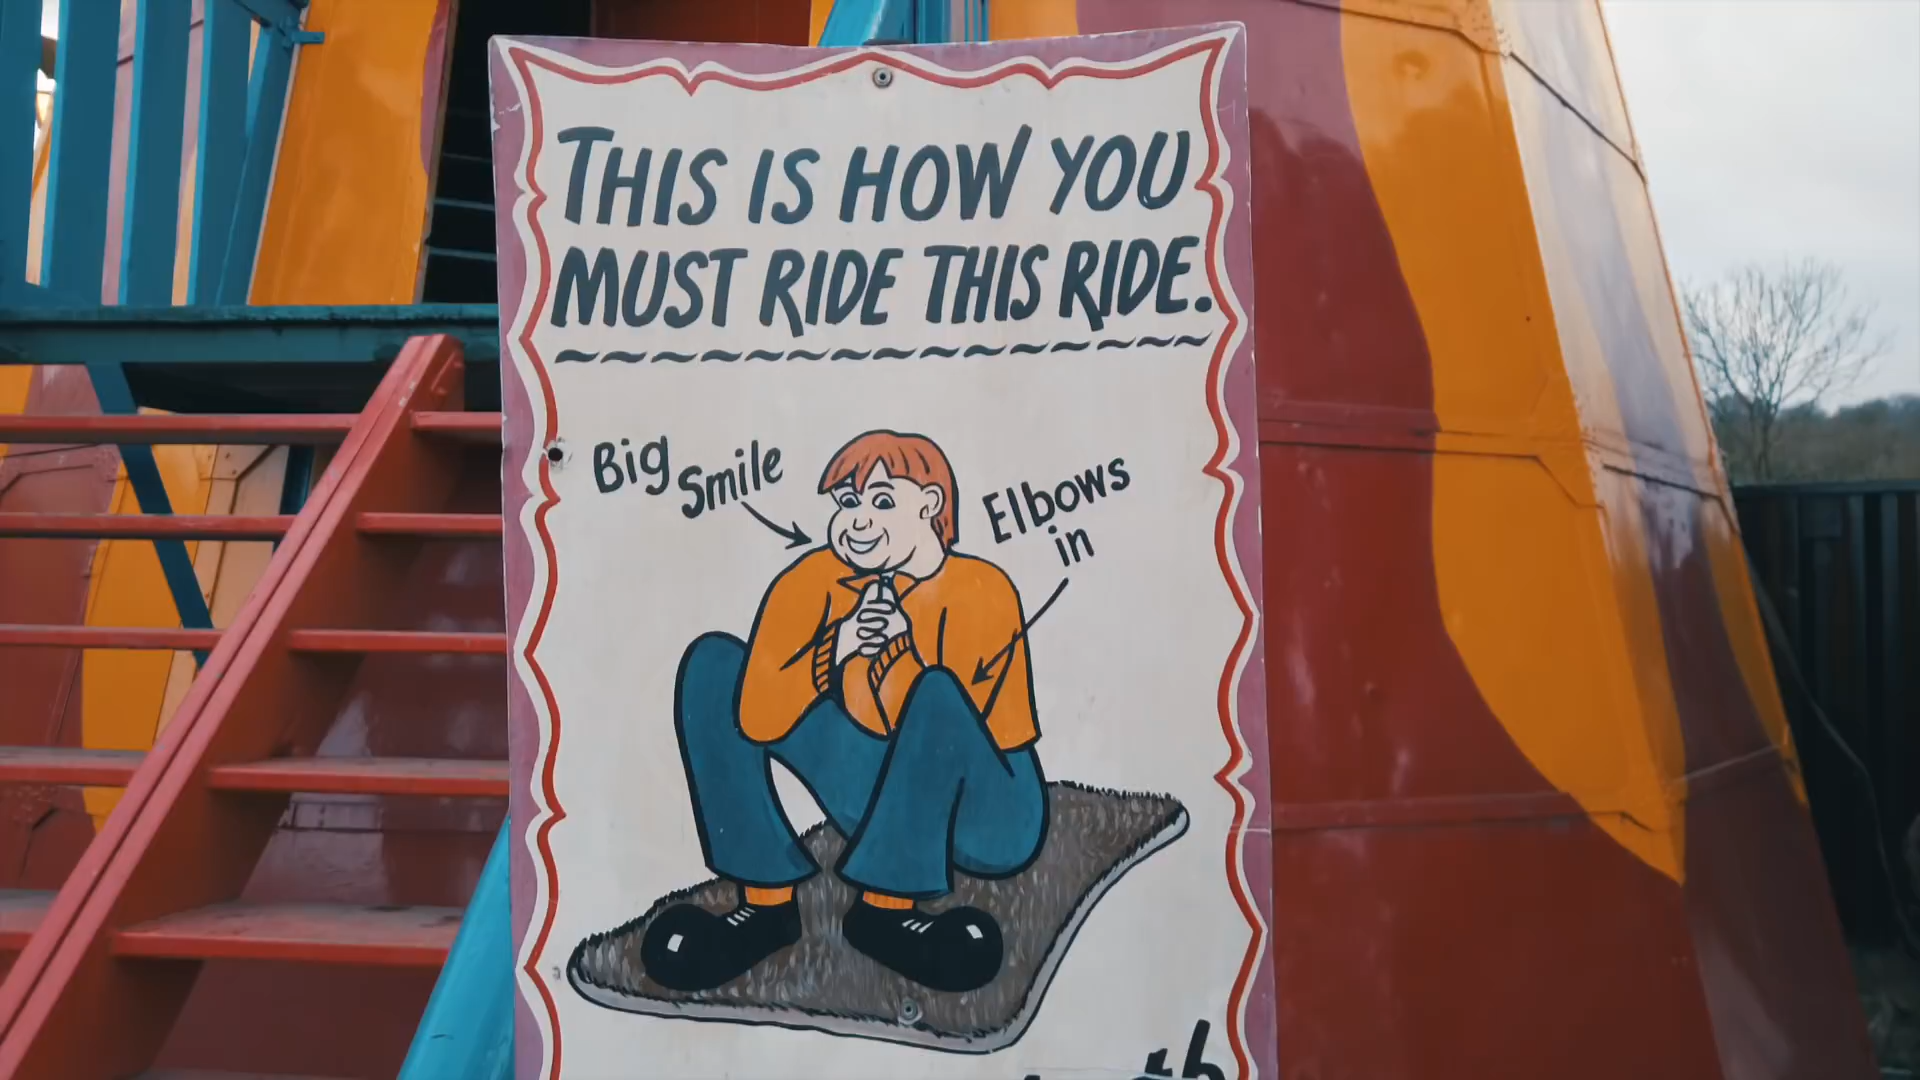 THIS IS HOW YOU
MUST RIDE THIS RIDE.
Big
Smile
Elbows
in